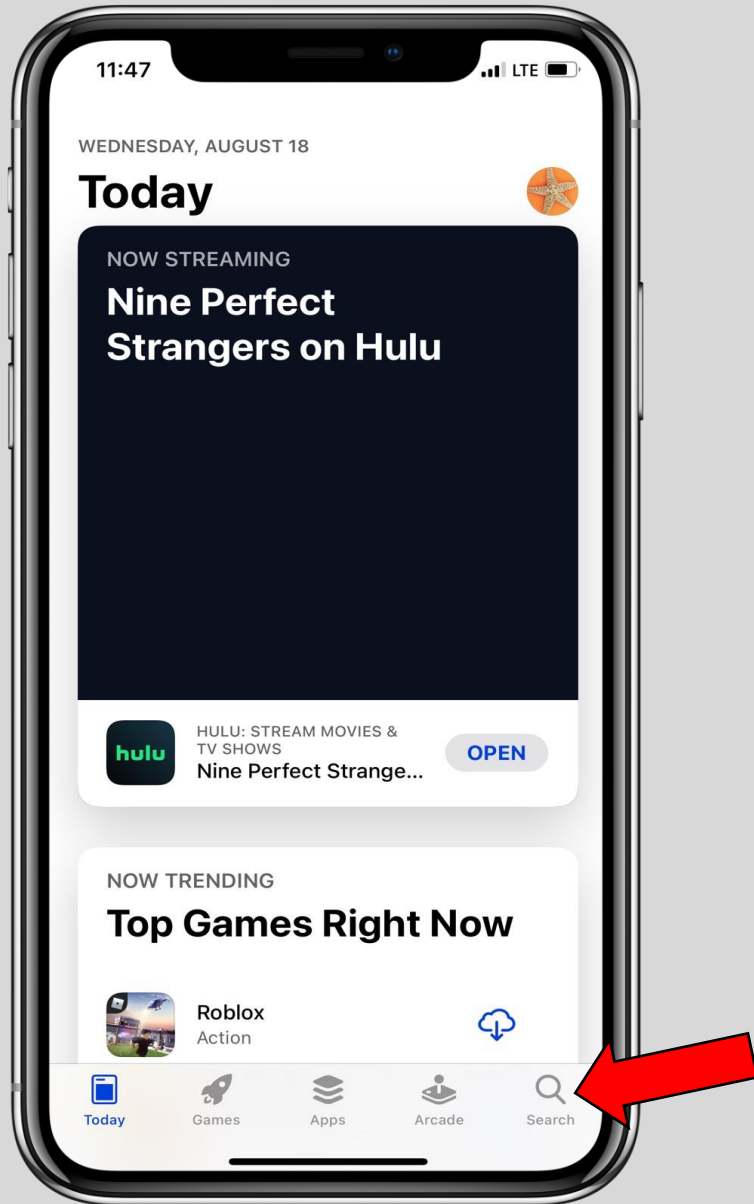 11:47 LTE
WEDNESDAY, AUGUST 18
Today
NOW STREAMING
Nine Perfect
Strangers on Hulu
hulu
HULU: STREAM MOVIES &
TV SHOWS
Nine Perfect Strange...
OPEN
NOW TRENDING
Top Games Right Now
Roblox
Action
Today Games Apps Arcade Search